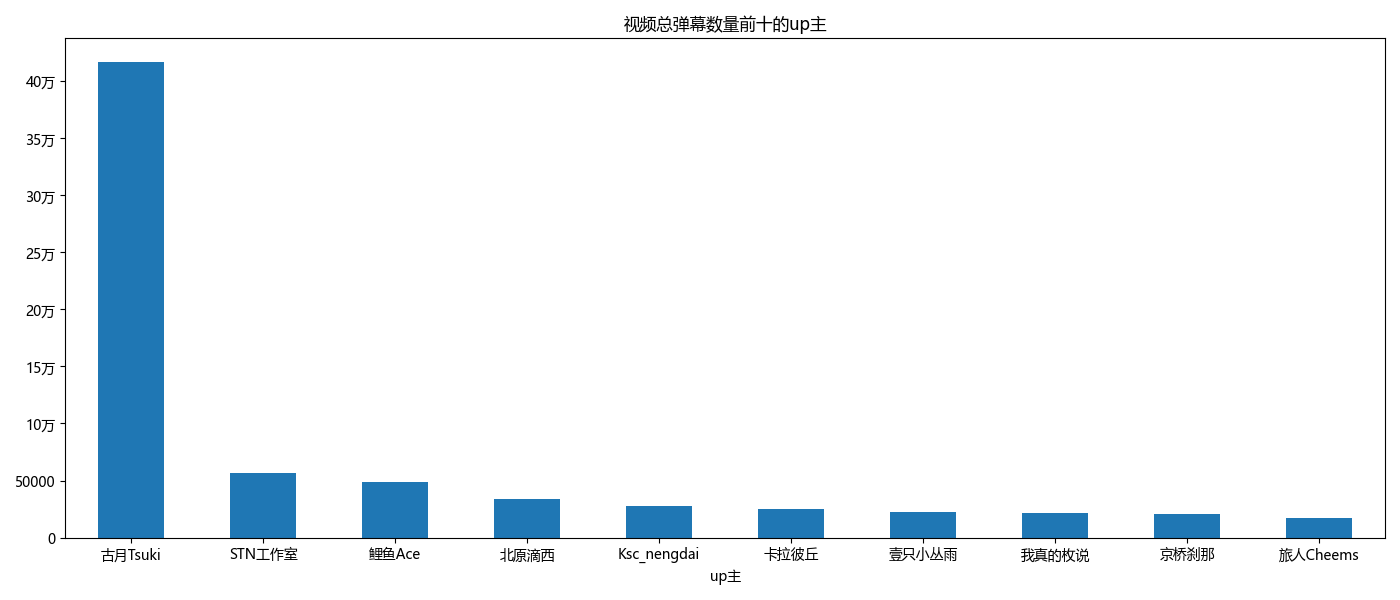 视频总弹幕数量前十的up主
40万
35万
30万
25万
20万
15万
10万
50000
0
古月Tsuki STN工作室 鲤鱼Ace 北原滴西 Ksc_nengdai 卡拉彼丘 壹只小丛雨 我真的枚说 京桥刹那 旅人Cheems
up主